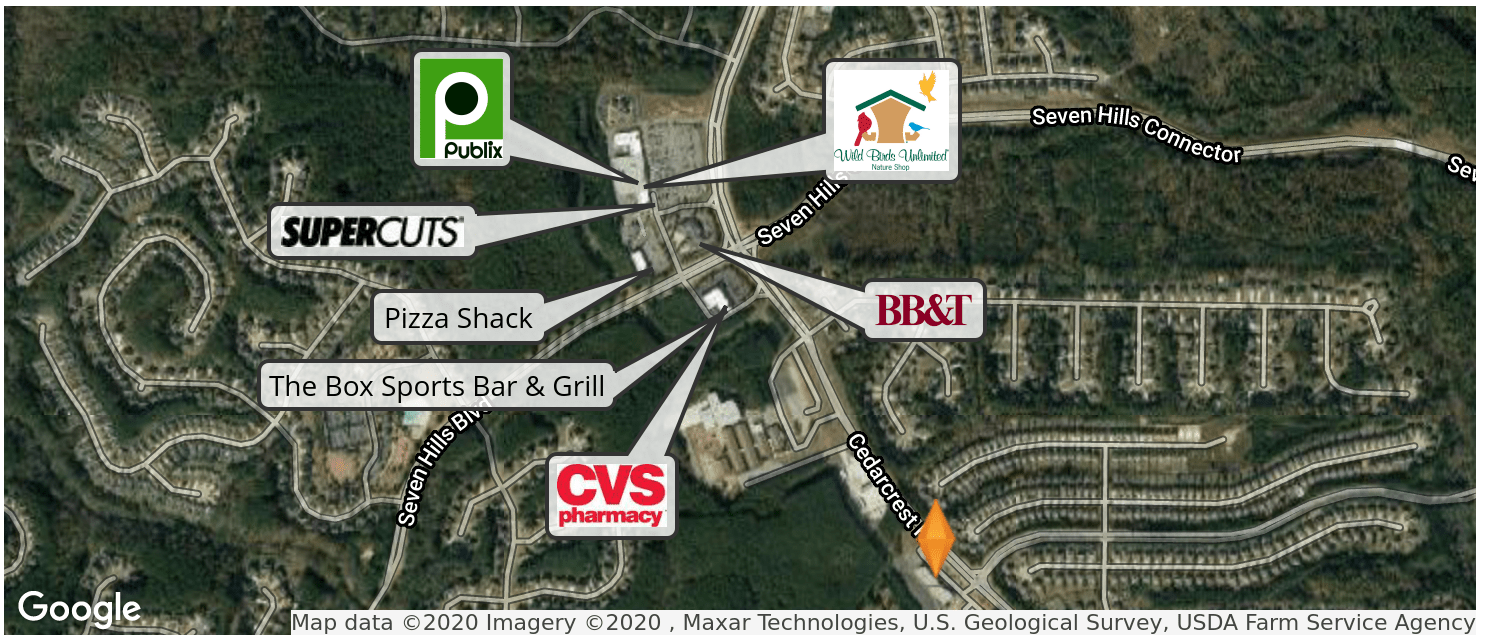 Publix
Wild Birds Unlimited
Nature Shop
Seven Hills Connector
Sev
SUPERCUTS
Seven Hills
Pizza Shack
BB&T
The Box Sports Bar & Grill
Seven Hills Blvd
Cedarcrest
CVS
pharmacy
Google
Map data ©2020 Imagery ©2020 , Maxar Technologies, U.S. Geological Survey, USDA Farm Service Agency